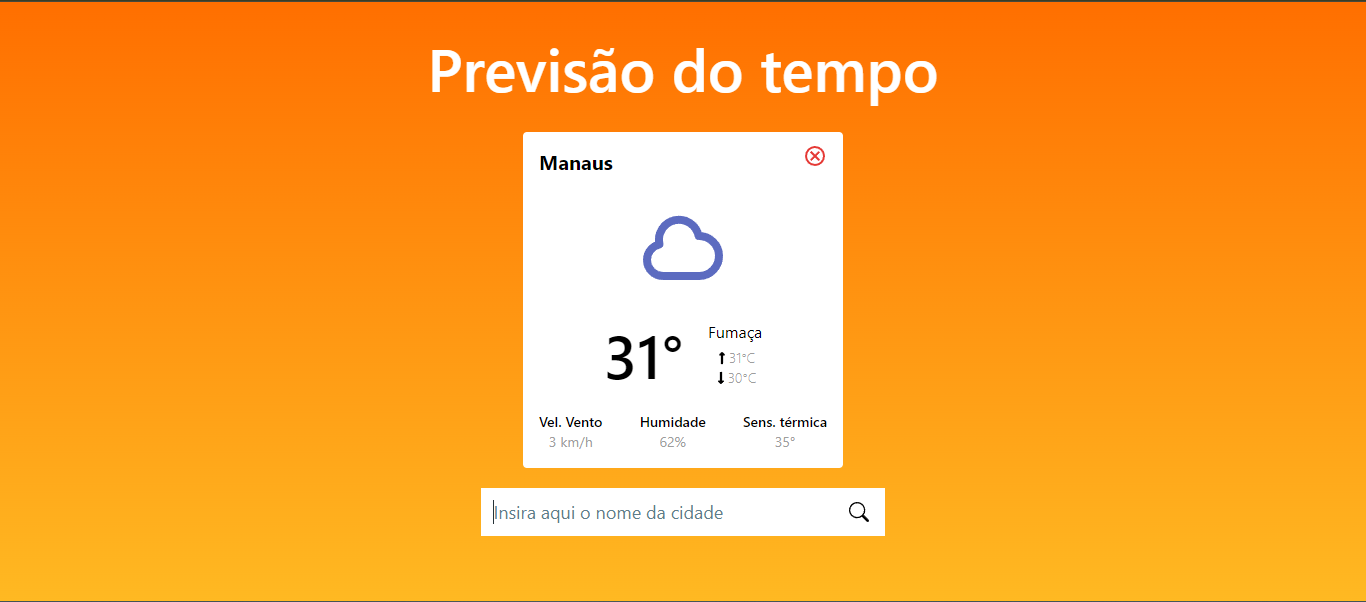 Previsão do tempo
Manaus
31°
Fumaça
31°C
30°C
Vel. Vento Humidade Sens. térmica
3 km/h 62% 35°
Insira aqui o nome da cidade